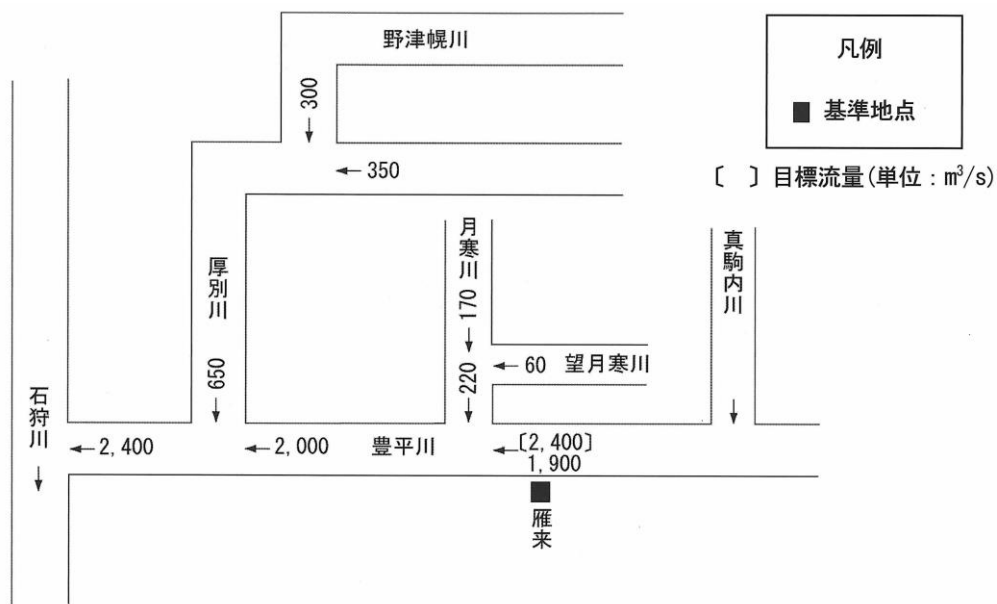 野津幌川
300
350
凡例
■ 基準地点
〔　〕目標流量(単位：m³/s)
月寒川
170
220
60
望月寒川
真駒内川
厚別川
650
石狩川
2,400
2,000
豊平川
〔2,400〕
1,900
雁来